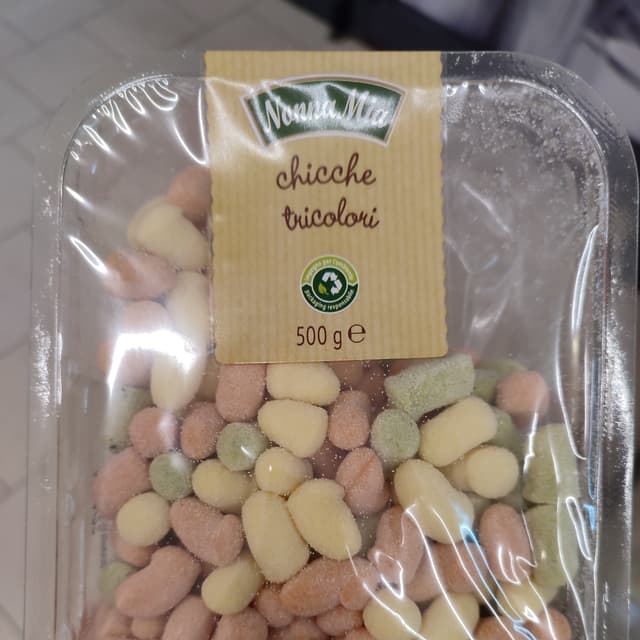 Nonna Mia
chicche
tricolori
500 g ℮